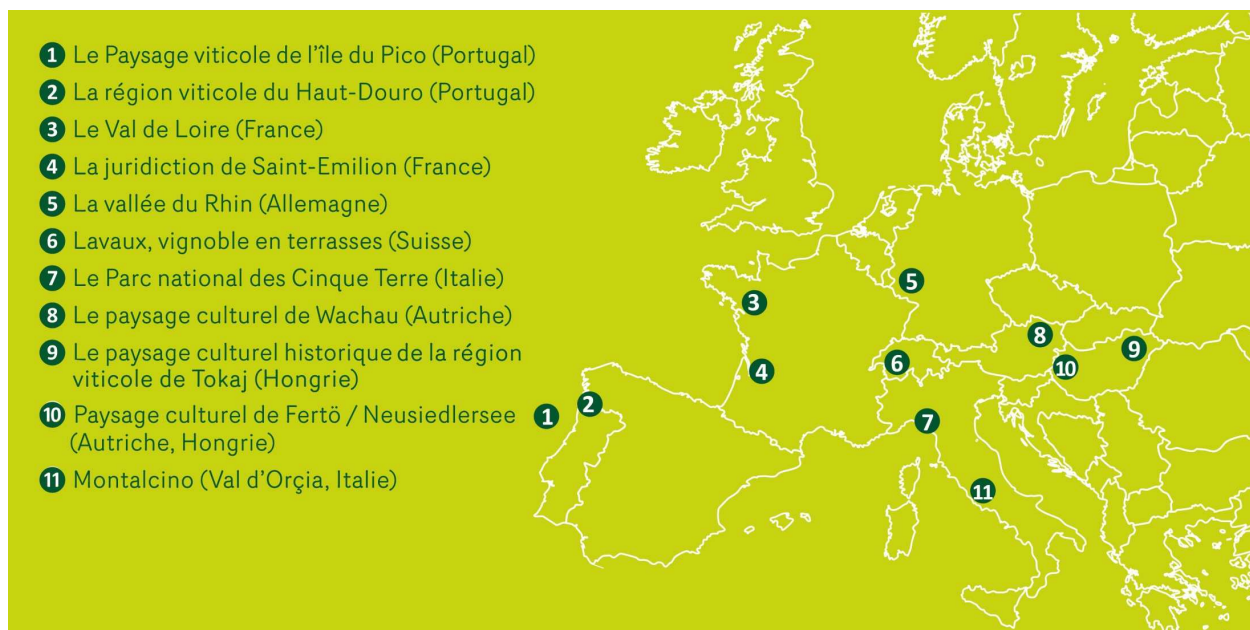 1 Le Paysage viticole de l'île du Pico (Portugal)
2 La région viticole du Haut-Douro (Portugal)
3 Le Val de Loire (France)
4 La juridiction de Saint-Emilion (France)
5 La vallée du Rhin (Allemagne)
6 Lavaux, vignoble en terrasses (Suisse)
7 Le Parc national des Cinque Terre (Italie)
8 Le paysage culturel de Wachau (Autriche)
9 Le paysage culturel historique de la région
viticole de Tokaj (Hongrie)
10 Paysage culturel de Fertö / Neusiedlersee
(Autriche, Hongrie)
11 Montalcino (Val d'Orçia, Italie)
5
3
8
9
6
10
4
2
1
7
11